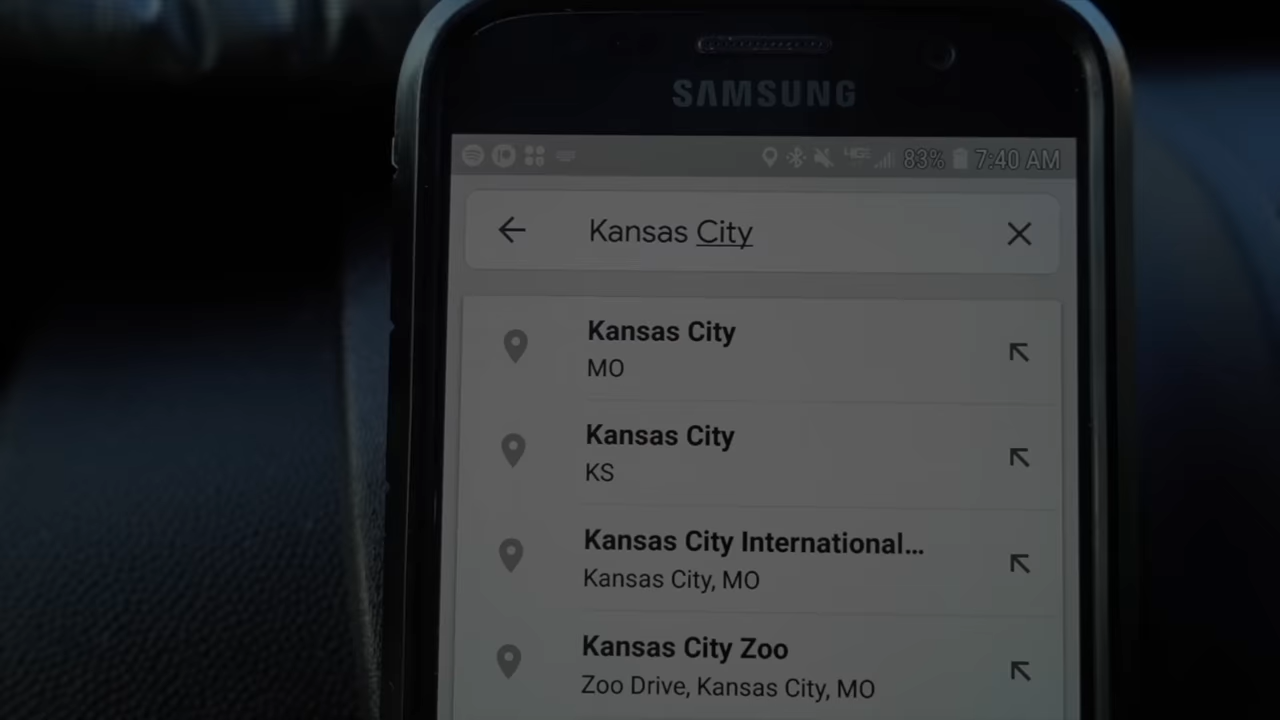 SAMSUNG
83% 7:40 AM
Kansas City
Kansas City
MO
Kansas City
KS
Kansas City International...
Kansas City, MO
Kansas City Zoo
Zoo Drive, Kansas City, MO